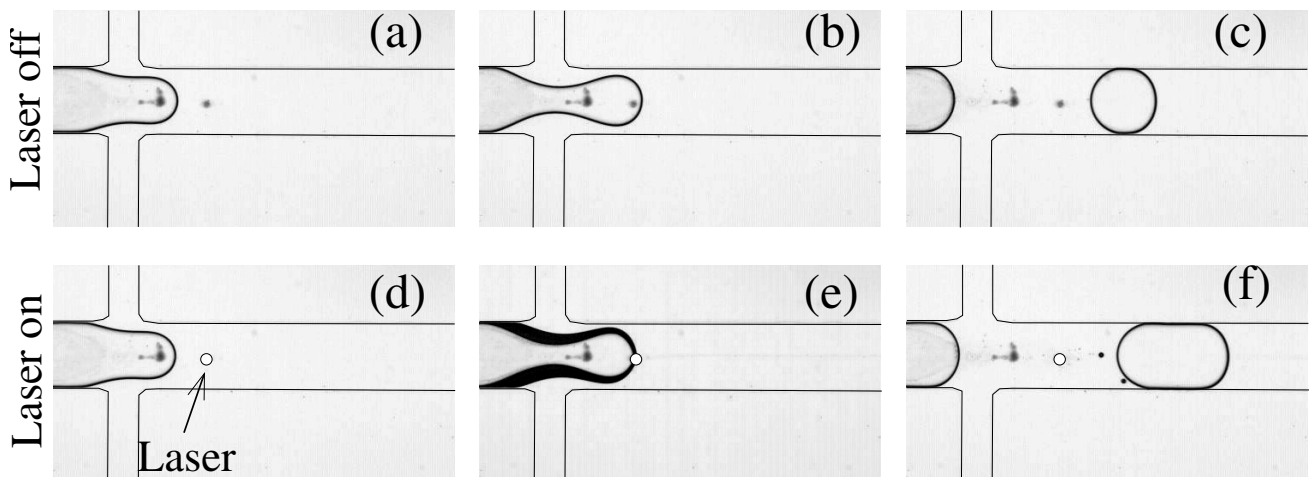 Laser off
(a)
(b)
(c)
Laser on
(d)
(e)
(f)
Laser